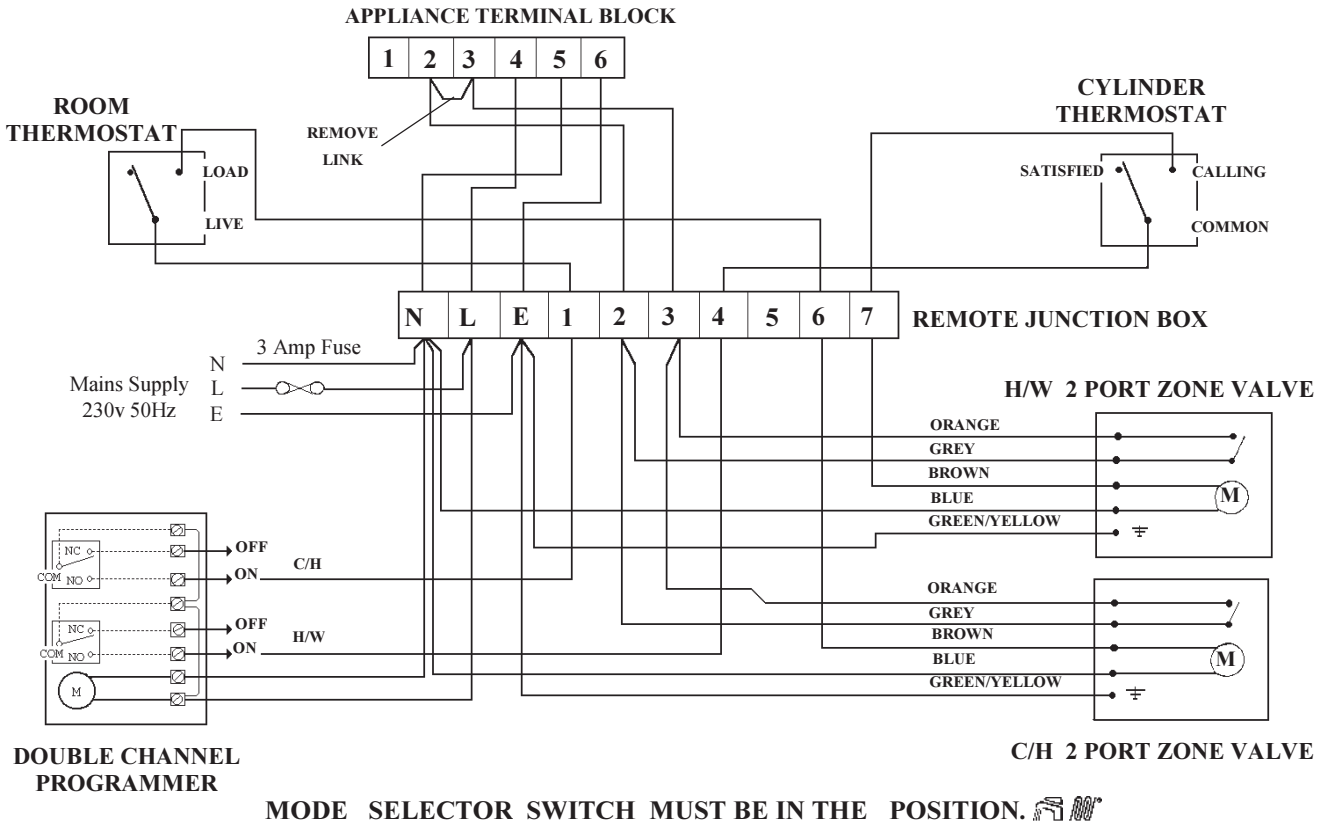 APPLIANCE TERMINAL BLOCK
1 2 3 4 5 6
REMOVE
LINK
ROOM
THERMOSTAT
LOAD
LIVE
CYLINDER
THERMOSTAT
SATISFIED
CALLING
COMMON
N L E 1 2 3 4 5 6 7
REMOTE JUNCTION BOX
3 Amp Fuse
N
Mains Supply L
230v 50Hz E
H/W 2 PORT ZONE VALVE
ORANGE
GREY
BROWN
BLUE
GREEN/YELLOW
M
NC
COM
NO
OFF
ON
C/H
NC
COM
NO
OFF
ON
H/W
M
ORANGE
GREY
BROWN
BLUE
GREEN/YELLOW
M
DOUBLE CHANNEL
PROGRAMMER
C/H 2 PORT ZONE VALVE
MODE SELECTOR SWITCH MUST BE IN THE POSITION.